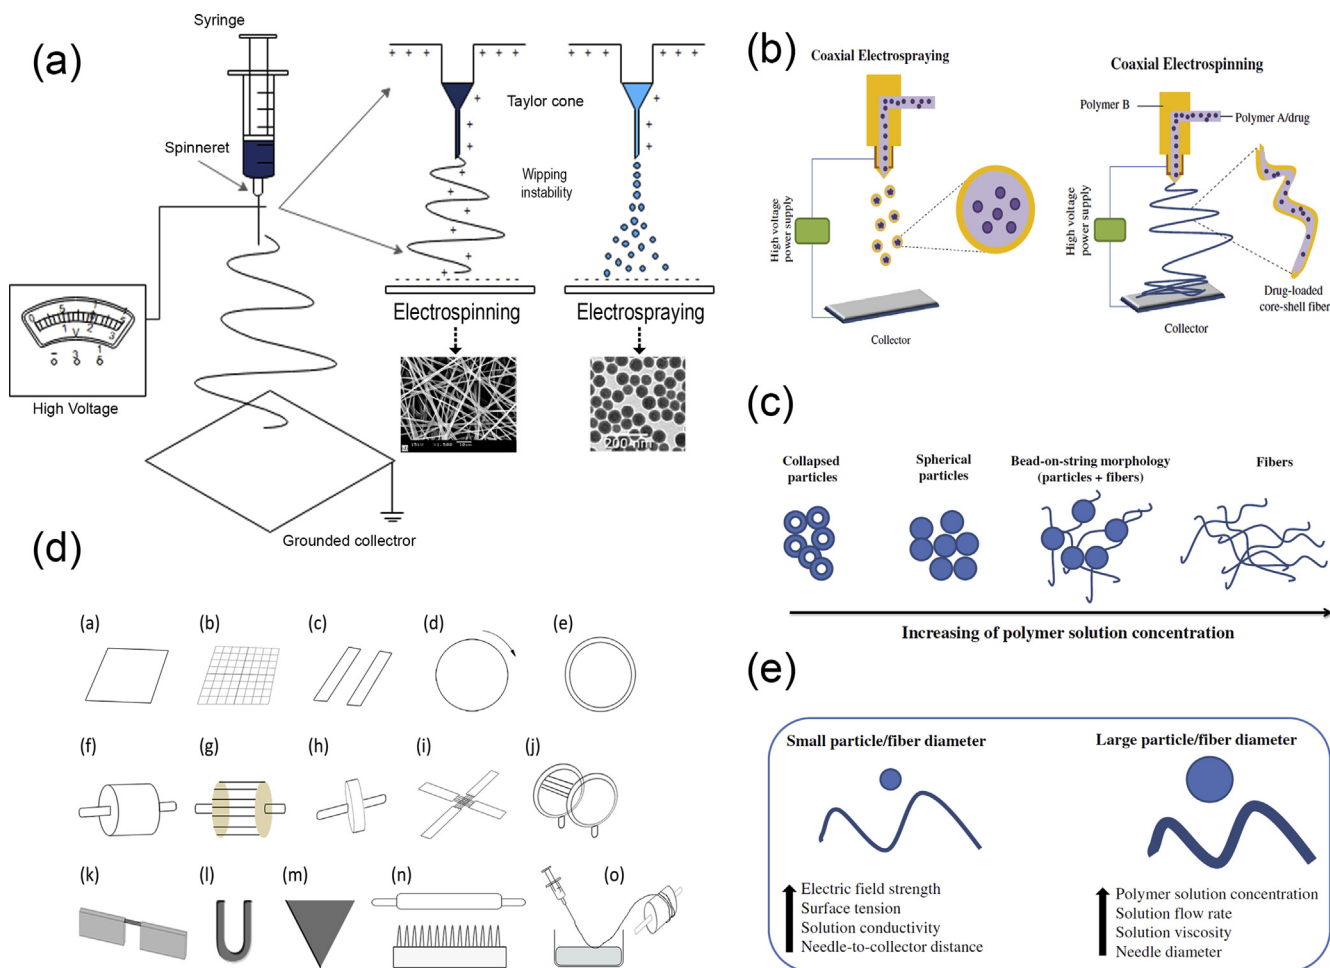 (a)
Syringe
Spinneret
High Voltage
Grounded collectror
Taylor cone
Wipping
instability
Electrospinning
Electrospraying
200 nm
(b)
Coaxial Electrospraying
High voltage
power supply
Collector
Coaxial Electrospinning
Polymer B
Polymer A/drug
High voltage
power supply
Drug-loaded
core-shell fiber
Collector
(c)
Collapsed
particles
Spherical
particles
Bead-on-string morphology
(particles + fibers)
Fibers
Increasing of polymer solution concentration
(d)
(a) (b) (c) (d) (e)
(f) (g) (h) (i) (j)
(k) (l) (m) (n) (o)
(e)
Small particle/fiber diameter
Electric field strength
Surface tension
Solution conductivity
Needle-to-collector distance
Large particle/fiber diameter
Polymer solution concentration
Solution flow rate
Solution viscosity
Needle diameter